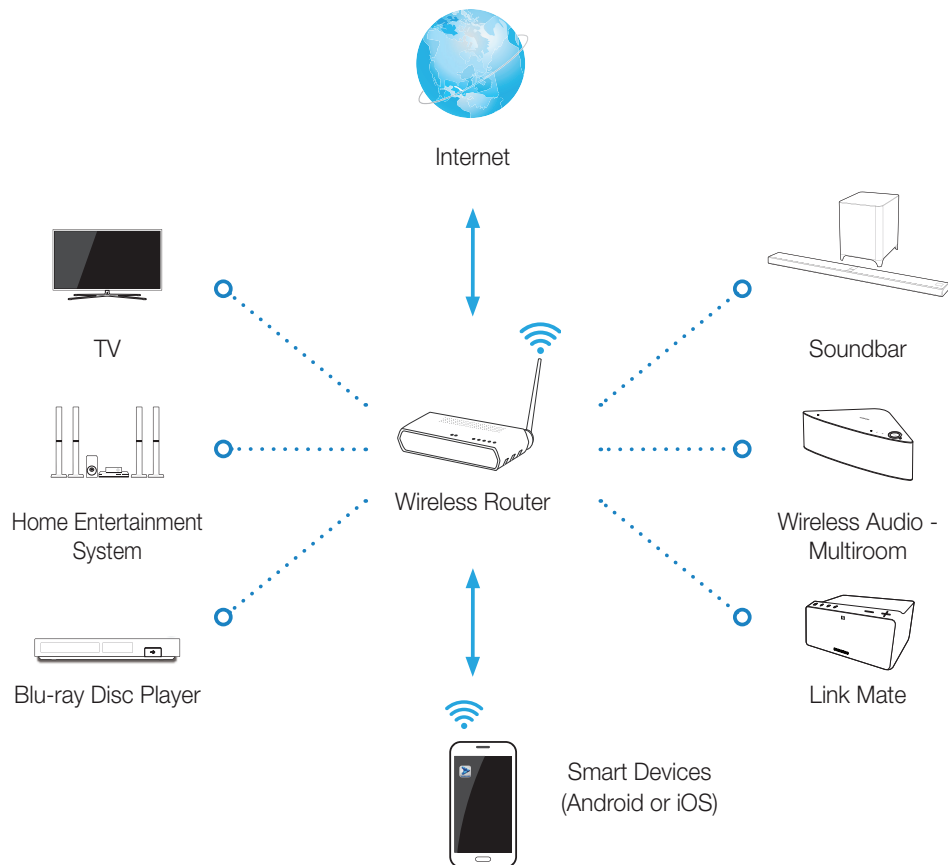 Internet
TV
Soundbar
Wireless Router
Home Entertainment
System
Wireless Audio -
Multiroom
Blu-ray Disc Player
Link Mate
Smart Devices
(Android or iOS)